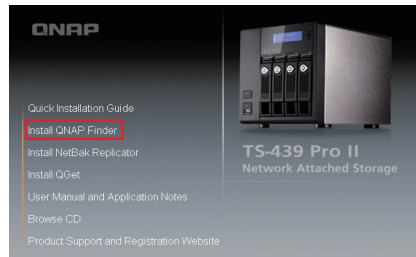 QNAP
Quick Installation Guide
Install QNAP Finder
Install NetBak Replicator
Install QGet
User Manual and Application Notes
Browse CD
Product Support and Registration Website
TS-439 Pro II
Network Attached Storage